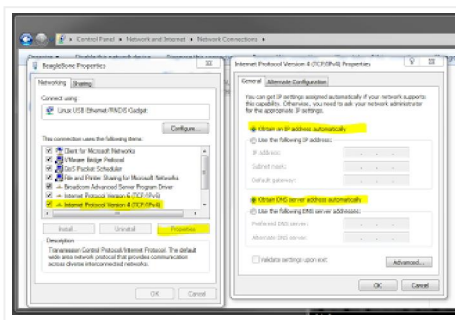 Control Panel ▸ Network and Internet ▸ Network Connections ▸
BeagleBone Properties
Networking
Sharing
Connect using:
Linux USB Ethernet/RNDIS Gadget
Configure...
This connection uses the following items:
Client for Microsoft Networks
VMware Bridge Protocol
QoS Packet Scheduler
File and Printer Sharing for Microsoft Networks
Broadcom Advanced Server Program Driver
Internet Protocol Version 6 (TCP/IPv6)
Internet Protocol Version 4 (TCP/IPv4)
Install...
Uninstall
Properties
Description
Transmission Control Protocol/Internet Protocol. The default
wide area network protocol that provides communication
across diverse interconnected networks.
OK
Cancel
Internet Protocol Version 4 (TCP/IPv4) Properties
General
Alternate Configuration
You can get IP settings assigned automatically if your network supports
this capability. Otherwise, you need to ask your network administrator
for the appropriate IP settings.
Obtain an IP address automatically
Use the following IP address:
IP address:
Subnet mask:
Default gateway:
Obtain DNS server address automatically
Use the following DNS server addresses:
Preferred DNS server:
Alternate DNS server:
Validate settings upon exit
Advanced...
OK
Cancel